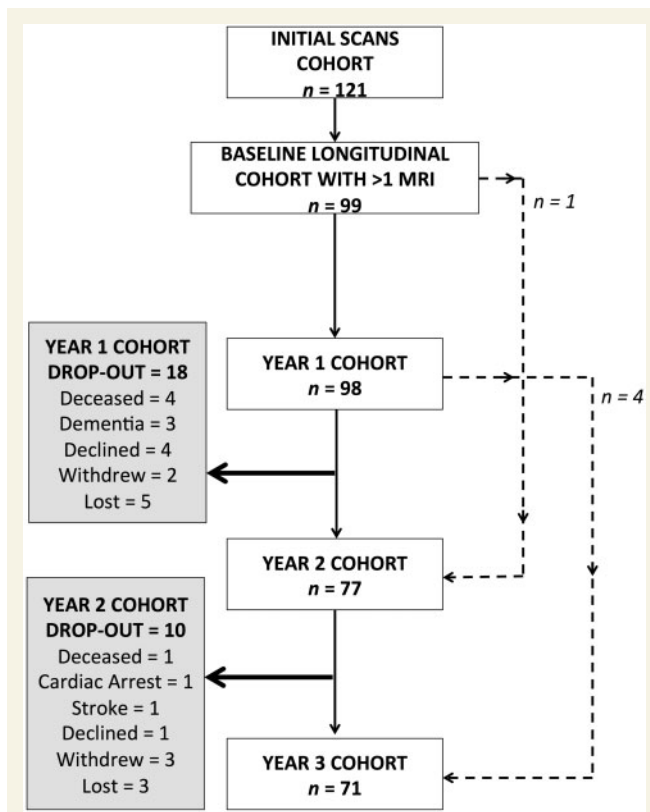 INITIAL SCANS
COHORT
n = 121
BASELINE LONGITUDINAL
COHORT WITH >1 MRI
n = 99
n = 1
YEAR 1 COHORT
DROP-OUT = 18
Deceased = 4
Dementia = 3
Declined = 4
Withdrew = 2
Lost = 5
YEAR 1 COHORT
n = 98
n = 4
YEAR 2 COHORT
n = 77
YEAR 2 COHORT
DROP-OUT = 10
Deceased = 1
Cardiac Arrest = 1
Stroke = 1
Declined = 1
Withdrew = 3
Lost = 3
YEAR 3 COHORT
n = 71